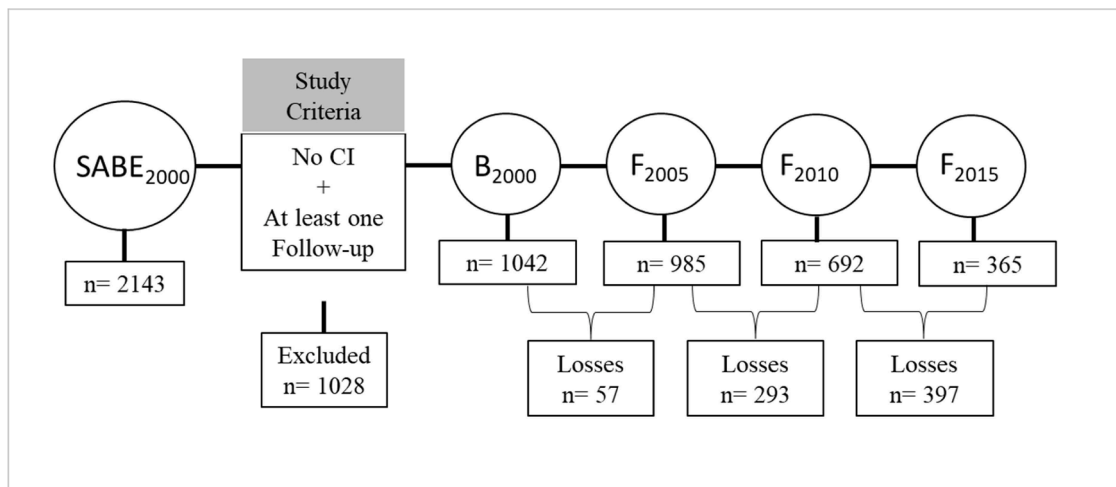 Study
Criteria
SABE2000
No CI
+
At least one
Follow-up
B2000
F2005
F2010
F2015
n= 2143
n= 1042
n= 985
n= 692
n= 365
Excluded
n= 1028
Losses
n= 57
Losses
n= 293
Losses
n= 397